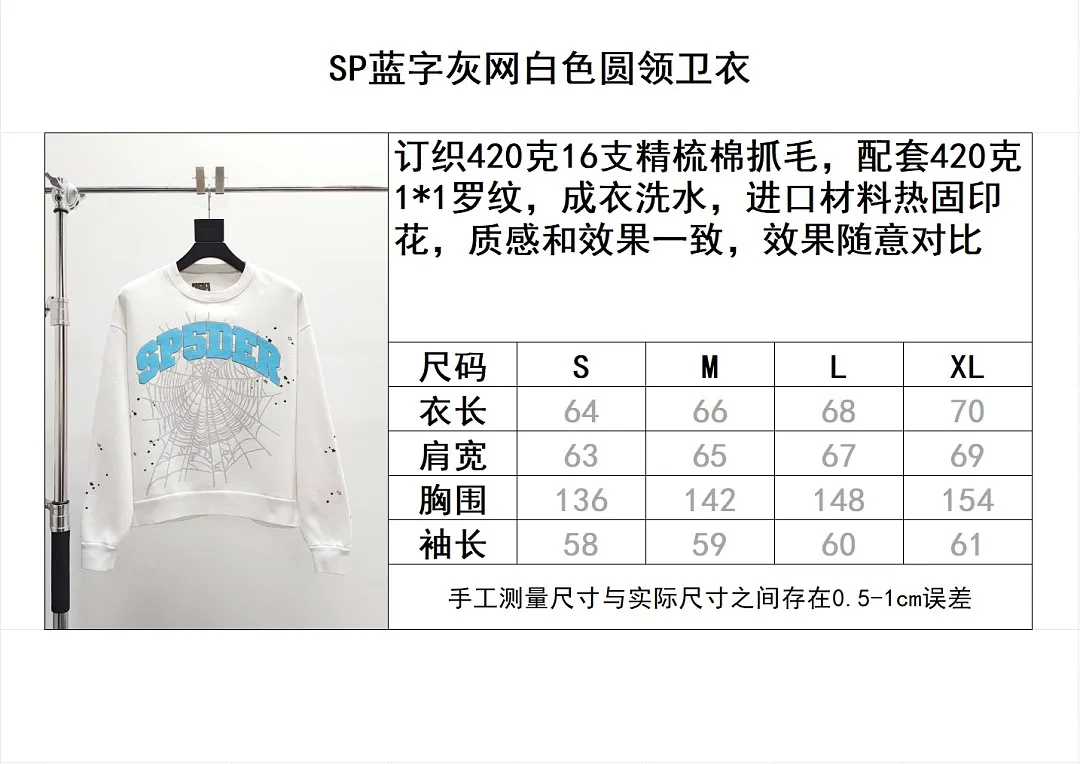 SP蓝字灰网白色圆领卫衣
订织420克16支精梳棉抓毛，配套420克
1*1罗纹，成衣洗水，进口材料热固印
花，质感和效果一致，效果随意对比
SPSDER
尺码 S M L XL
衣长 64 66 68 70
肩宽 63 65 67 69
胸围 136 142 148 154
袖长 58 59 60 61
手工测量尺寸与实际尺寸之间存在0.5-1cm误差